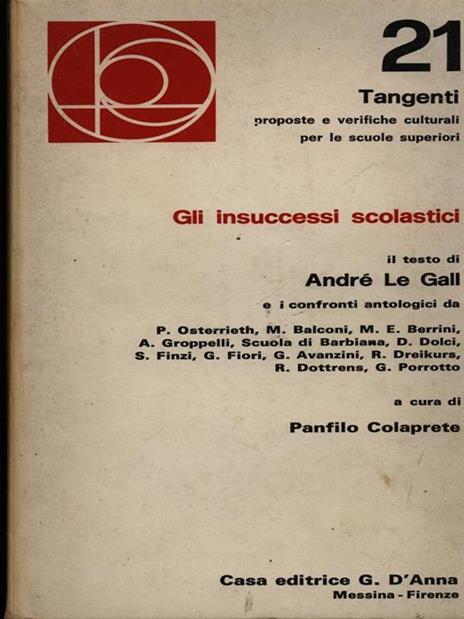 21
Tangenti
proposte e verifiche culturali
per le scuole superiori
Gli insuccessi scolastici
il testo di
André Le Gall
e i confronti antologici da
P. Osterrieth, M. Balconi, M. E. Berrini,
A. Groppelli, Scuola di Barbiana, D. Dolci,
S. Finzi, G. Fiori, G. Avanzini, R. Dreikurs,
R. Dottrens, G. Porrotto
a cura di
Panfilo Colaprete
Casa editrice G. D'Anna
Messina - Firenze